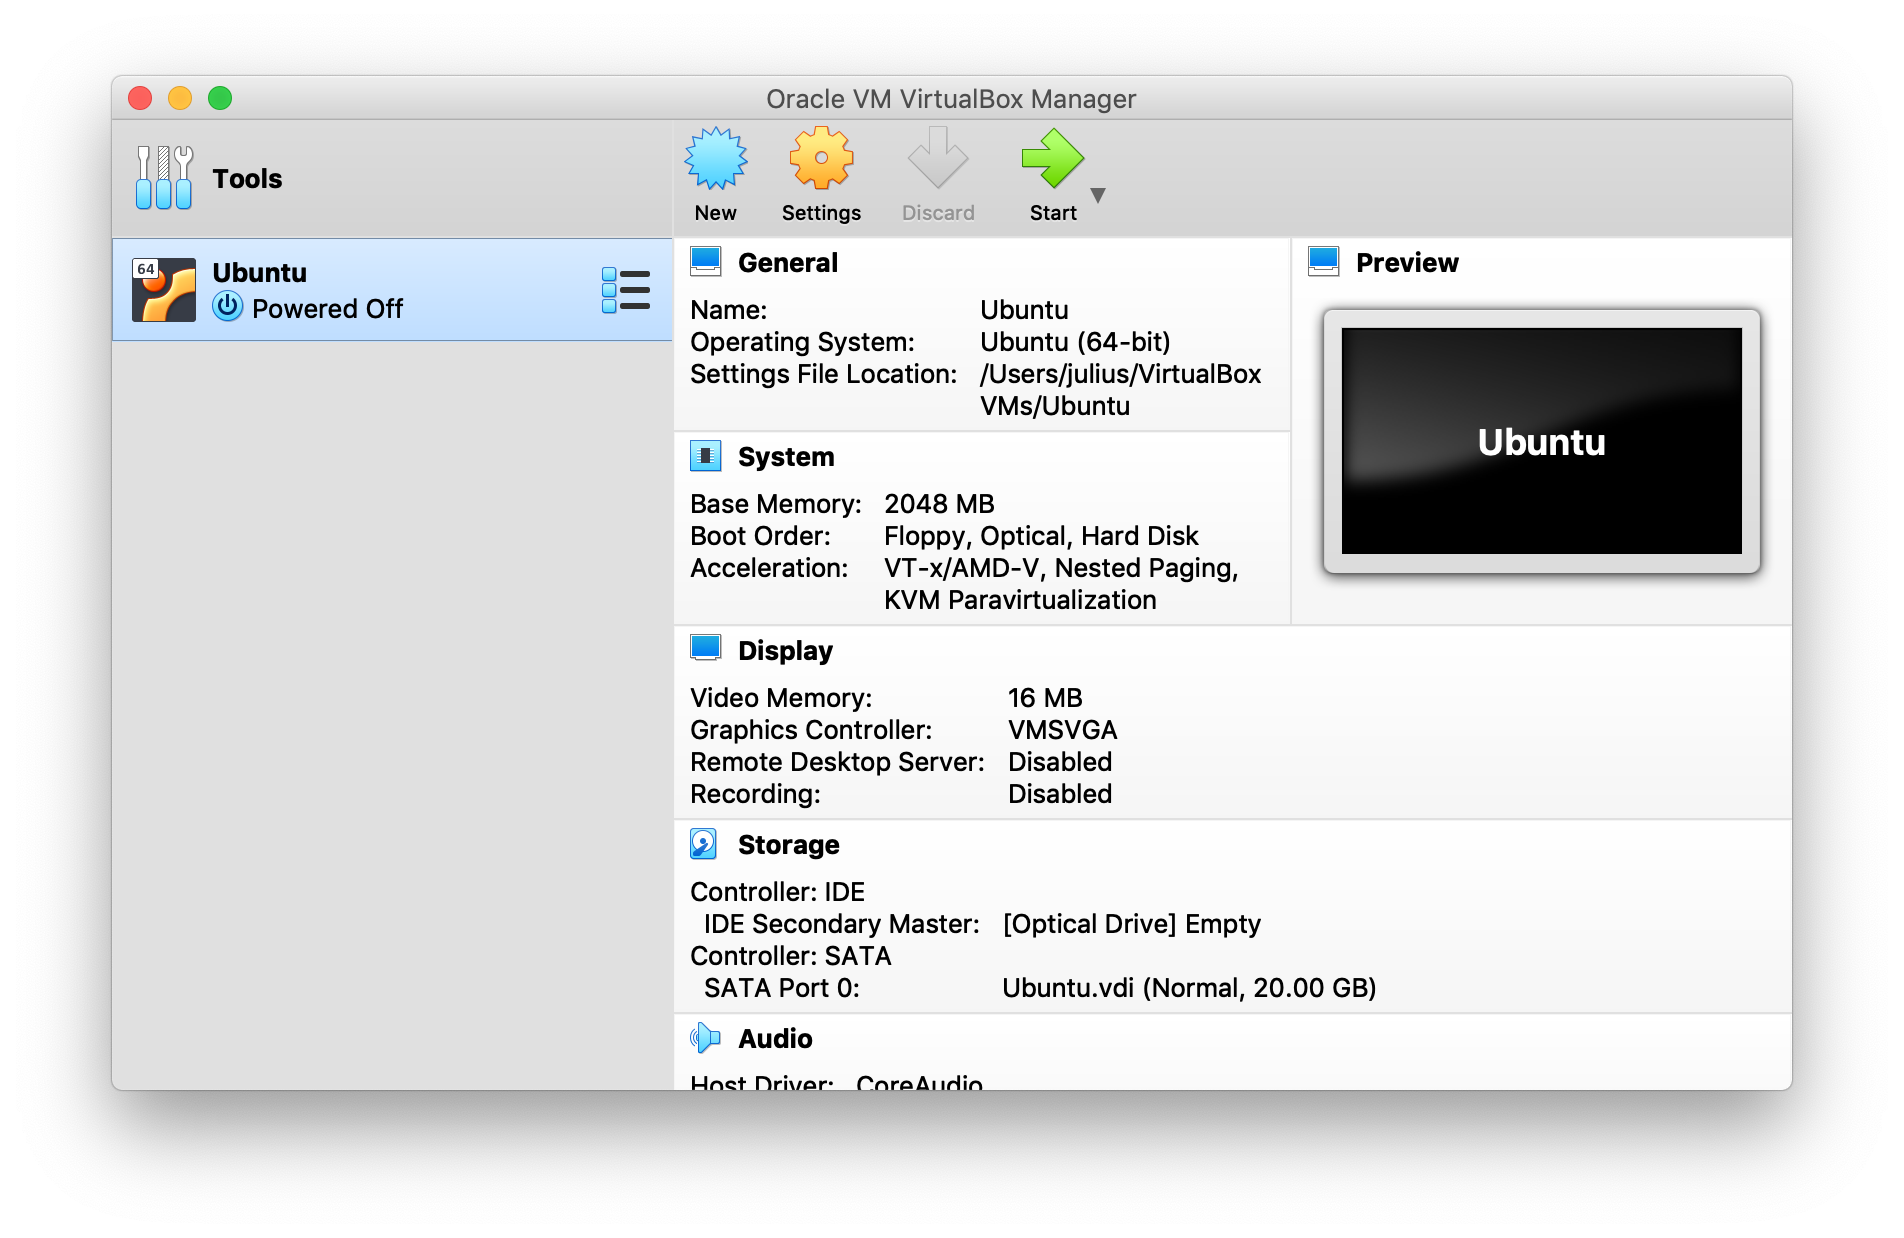 Oracle VM VirtualBox Manager
Tools
New
Settings
Discard
Start
64
Ubuntu
Powered Off
General
Name: Ubuntu
Operating System: Ubuntu (64-bit)
Settings File Location: /Users/julius/VirtualBox
VMs/Ubuntu
Preview
Ubuntu
System
Base Memory: 2048 MB
Boot Order: Floppy, Optical, Hard Disk
Acceleration: VT-x/AMD-V, Nested Paging,
KVM Paravirtualization
Display
Video Memory: 16 MB
Graphics Controller: VMSVGA
Remote Desktop Server: Disabled
Recording: Disabled
Storage
Controller: IDE
IDE Secondary Master: [Optical Drive] Empty
Controller: SATA
SATA Port 0: Ubuntu.vdi (Normal, 20.00 GB)
Audio
Host Driver: CoreAudio